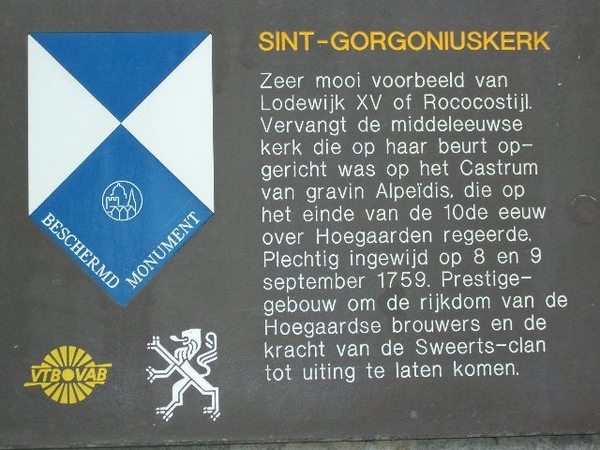 SINT-GORGONIUSKERK
Zeer mooi voorbeeld van
Lodewijk XV of Rococostijl.
Vervangt de middeleeuwse
kerk die op haar beurt op-
gericht was op het Castrum
van gravin Alpeïdis, die op
het einde van de 10de eeuw
over Hoegaarden regeerde.
Plechtig ingewijd op 8 en 9
september 1759. Prestige-
gebouw om de rijkdom van de
Hoegaardse brouwers en de
kracht van de Sweerts-clan
tot uiting te laten komen.
BESCHERMD MONUMENT
VTB VAB